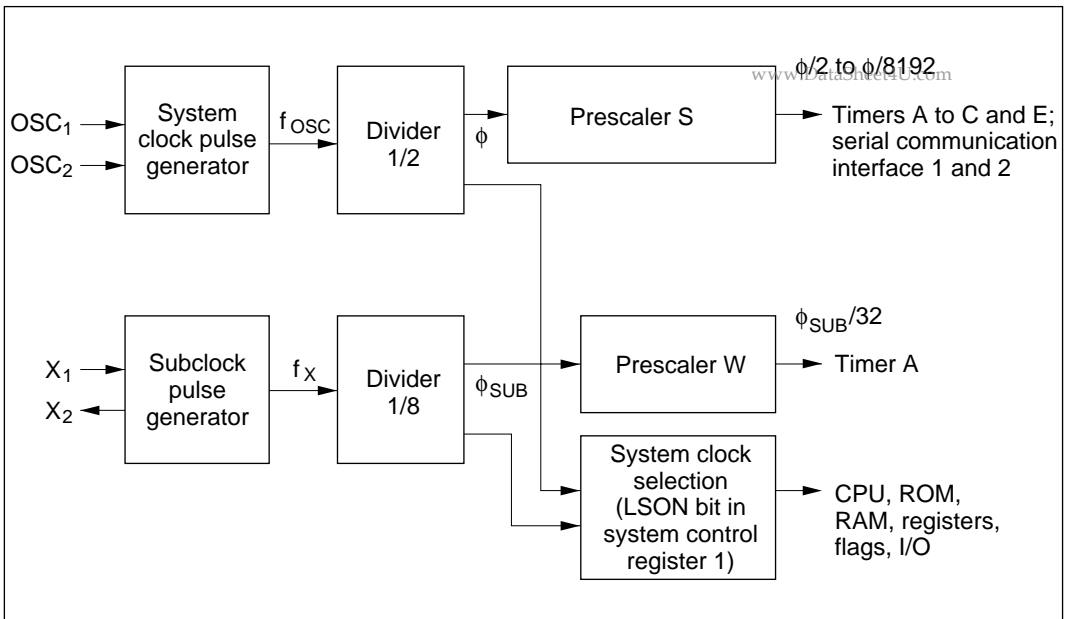 ϕ/2 to ϕ/8192
www.DataSheet4U.com
OSC1
OSC2
System
clock pulse
generator
fOSC
Divider
1/2
ϕ
Prescaler S
Timers A to C and E;
serial communication
interface 1 and 2
X1
X2
Subclock
pulse
generator
fX
Divider
1/8
ϕSUB
Prescaler W
ϕSUB/32
Timer A
System clock
selection
(LSON bit in
system control
register 1)
CPU, ROM,
RAM, registers,
flags, I/O